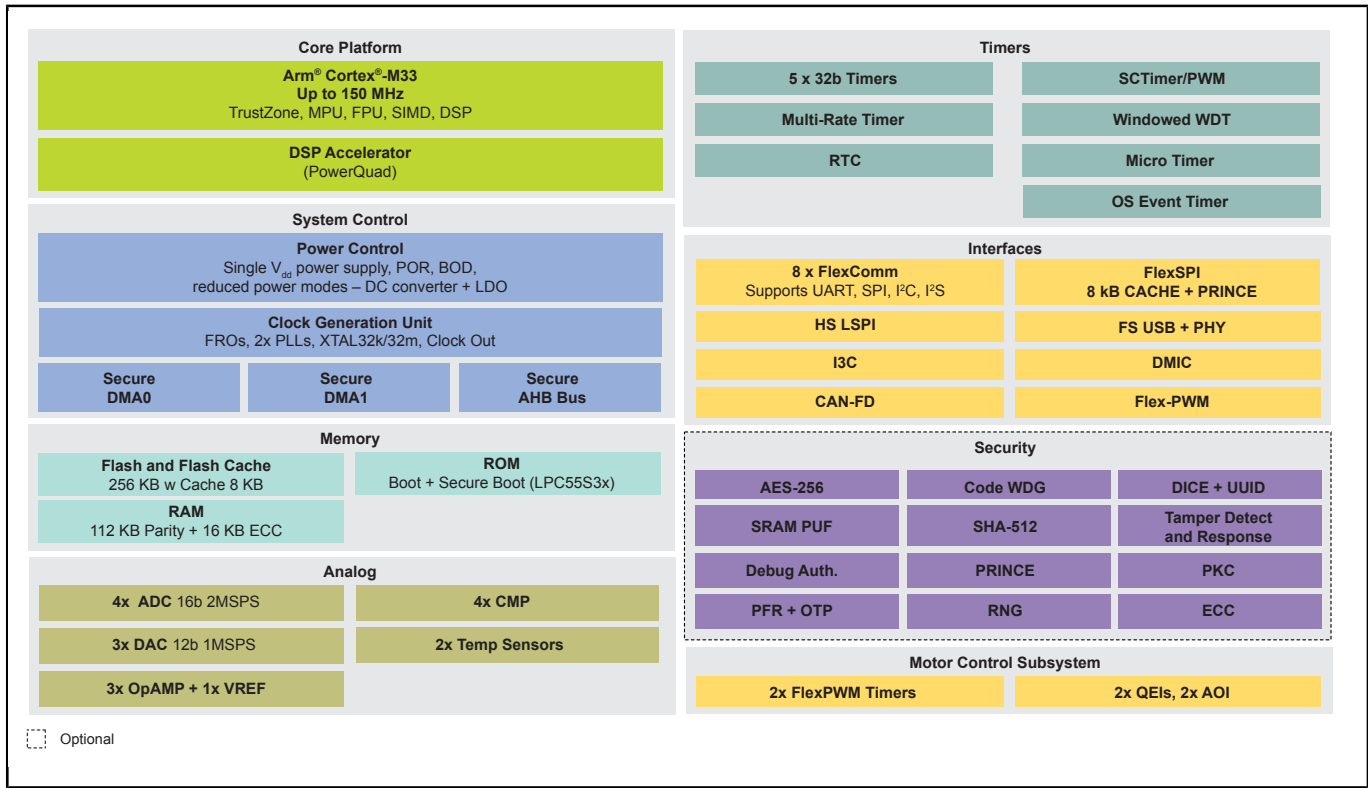 Core Platform
Arm® Cortex®-M33
Up to 150 MHz
TrustZone, MPU, FPU, SIMD, DSP
DSP Accelerator
(PowerQuad)
System Control
Power Control
Single Vdd power supply, POR, BOD,
reduced power modes – DC converter + LDO
Clock Generation Unit
FROs, 2x PLLs, XTAL32k/32m, Clock Out
Secure
DMA0
Secure
DMA1
Secure
AHB Bus
Memory
Flash and Flash Cache
256 KB w Cache 8 KB
ROM
Boot + Secure Boot (LPC55S3x)
RAM
112 KB Parity + 16 KB ECC
Analog
4x ADC 16b 2MSPS
4x CMP
3x DAC 12b 1MSPS
2x Temp Sensors
3x OpAMP + 1x VREF
Optional
Timers
5 x 32b Timers
SCTimer/PWM
Multi-Rate Timer
Windowed WDT
RTC
Micro Timer
OS Event Timer
Interfaces
8 x FlexComm
Supports UART, SPI, I²C, I²S
FlexSPI
8 kB CACHE + PRINCE
HS LSPI
FS USB + PHY
I3C
DMIC
CAN-FD
Flex-PWM
Security
AES-256
Code WDG
DICE + UUID
SRAM PUF
SHA-512
Tamper Detect
and Response
Debug Auth.
PRINCE
PKC
PFR + OTP
RNG
ECC
Motor Control Subsystem
2x FlexPWM Timers
2x QEIs, 2x AOI